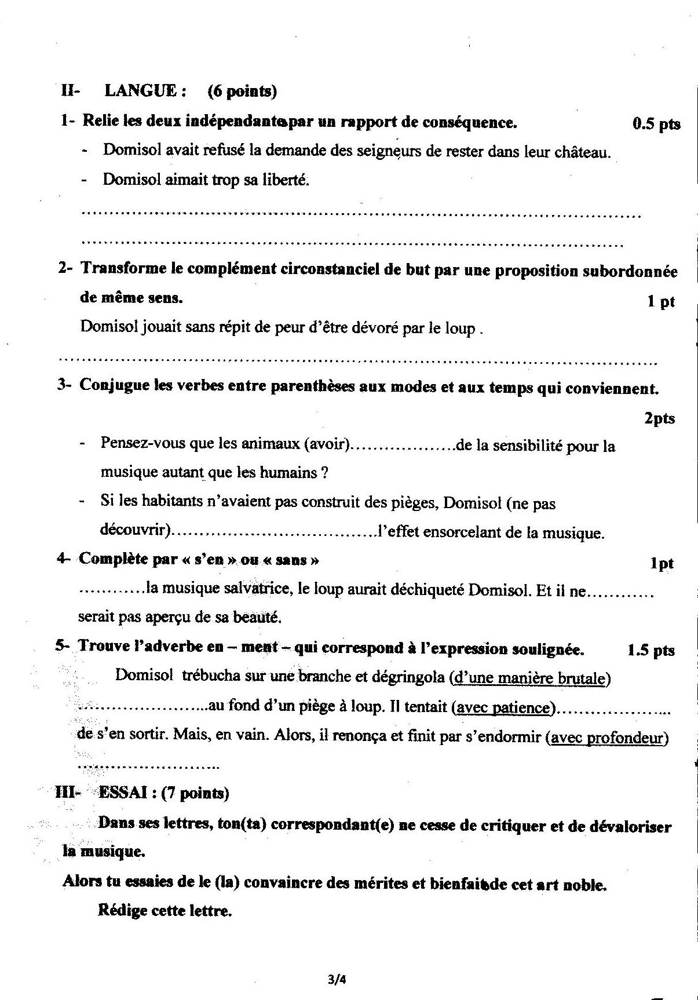 II- LANGUE : (6 points)
1- Relie les deux indépendantes par un rapport de conséquence. 0.5 pts
- Domisol avait refusé la demande des seigneurs de rester dans leur château.
- Domisol aimait trop sa liberté.
....................................................................................................
....................................................................................................
2- Transforme le complément circonstanciel de but par une proposition subordonnée
de même sens. 1 pt
Domisol jouait sans répit de peur d'être dévoré par le loup .
....................................................................................................
3- Conjugue les verbes entre parenthèses aux modes et aux temps qui conviennent.
2pts
- Pensez-vous que les animaux (avoir)...................de la sensibilité pour la
musique autant que les humains ?
- Si les habitants n'avaient pas construit des pièges, Domisol (ne pas
découvrir)....................................l'effet ensorcelant de la musique.
4- Complète par « s'en » ou « sans » 1pt
............la musique salvatrice, le loup aurait déchiqueté Domisol. Et il ne............
serait pas aperçu de sa beauté.
5- Trouve l'adverbe en – ment – qui correspond à l'expression soulignée. 1.5 pts
Domisol trébucha sur une branche et dégringola (d'une manière brutale)
.......................au fond d'un piège à loup. Il tentait (avec patience).....................
de s'en sortir. Mais, en vain. Alors, il renonça et finit par s'endormir (avec profondeur)
..........................
III- ESSAI : (7 points)
Dans ses lettres, ton(ta) correspondant(e) ne cesse de critiquer et de dévaloriser
la musique.
Alors tu essaies de le (la) convaincre des mérites et bienfaits de cet art noble.
Rédige cette lettre.
3/4